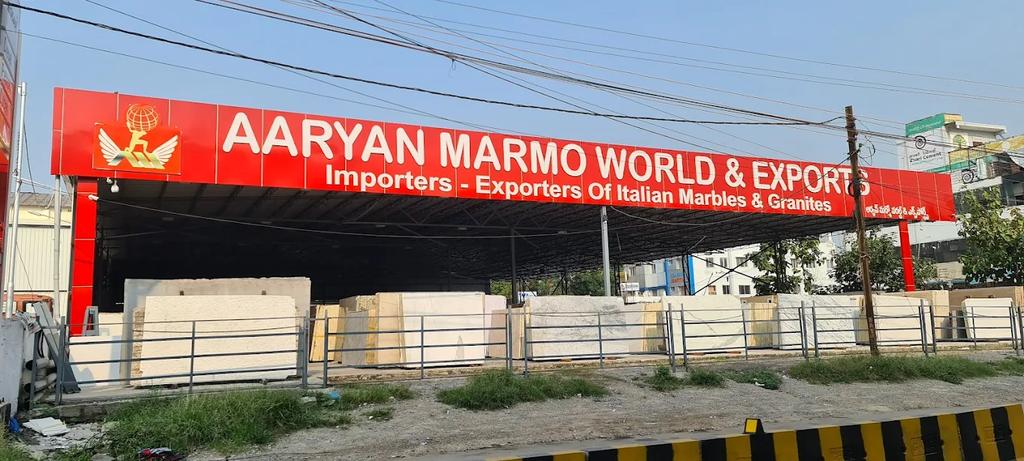 AARYAN MARMO WORLD & EXPORTS
Importers - Exporters Of Italian Marbles & Granites